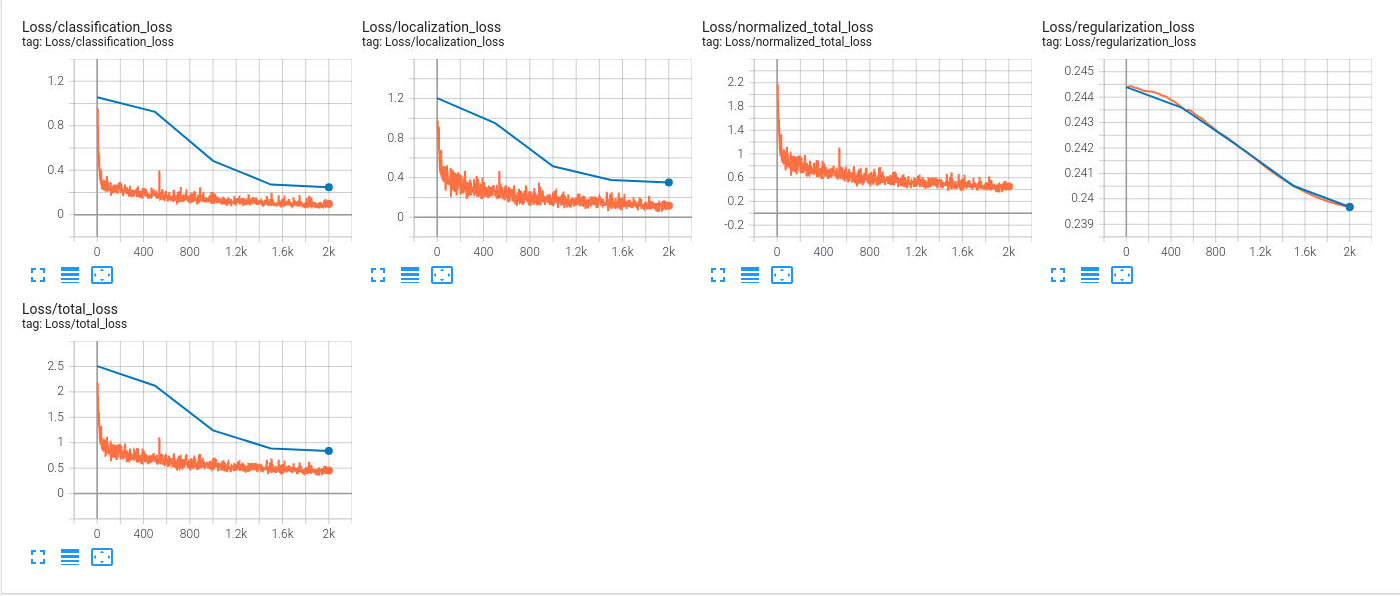 Loss/classification_loss
tag: Loss/classification_loss
1.2
0.8
0.4
0
0 400 800 1.2k 1.6k 2k
Loss/localization_loss
tag: Loss/localization_loss
1.2
0.8
0.4
0
0 400 800 1.2k 1.6k 2k
Loss/normalized_total_loss
tag: Loss/normalized_total_loss
2.2
1.8
1.4
1
0.6
0.2
-0.2
0 400 800 1.2k 1.6k 2k
Loss/regularization_loss
tag: Loss/regularization_loss
0.245
0.244
0.243
0.242
0.241
0.24
0.239
0 400 800 1.2k 1.6k 2k
Loss/total_loss
tag: Loss/total_loss
2.5
2
1.5
1
0.5
0
0 400 800 1.2k 1.6k 2k